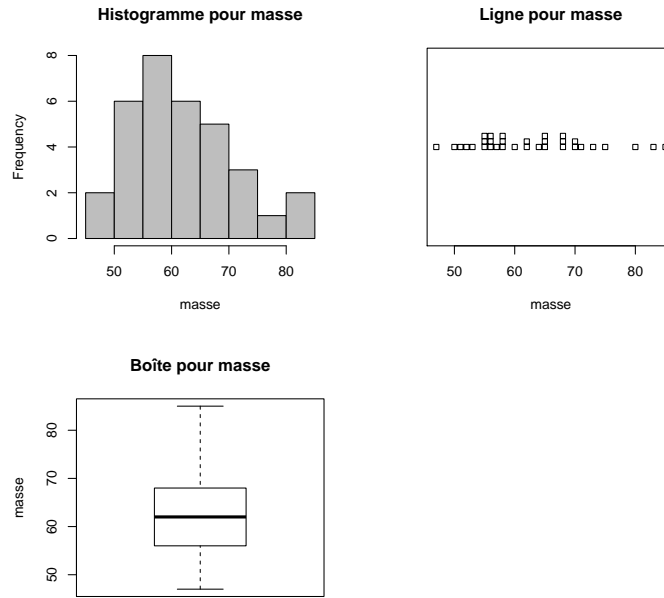 Histogramme pour masse
Frequency
8
6
4
2
0
50 60 70 80
masse
Ligne pour masse
50 60 70 80
masse
Boîte pour masse
masse
80
70
60
50